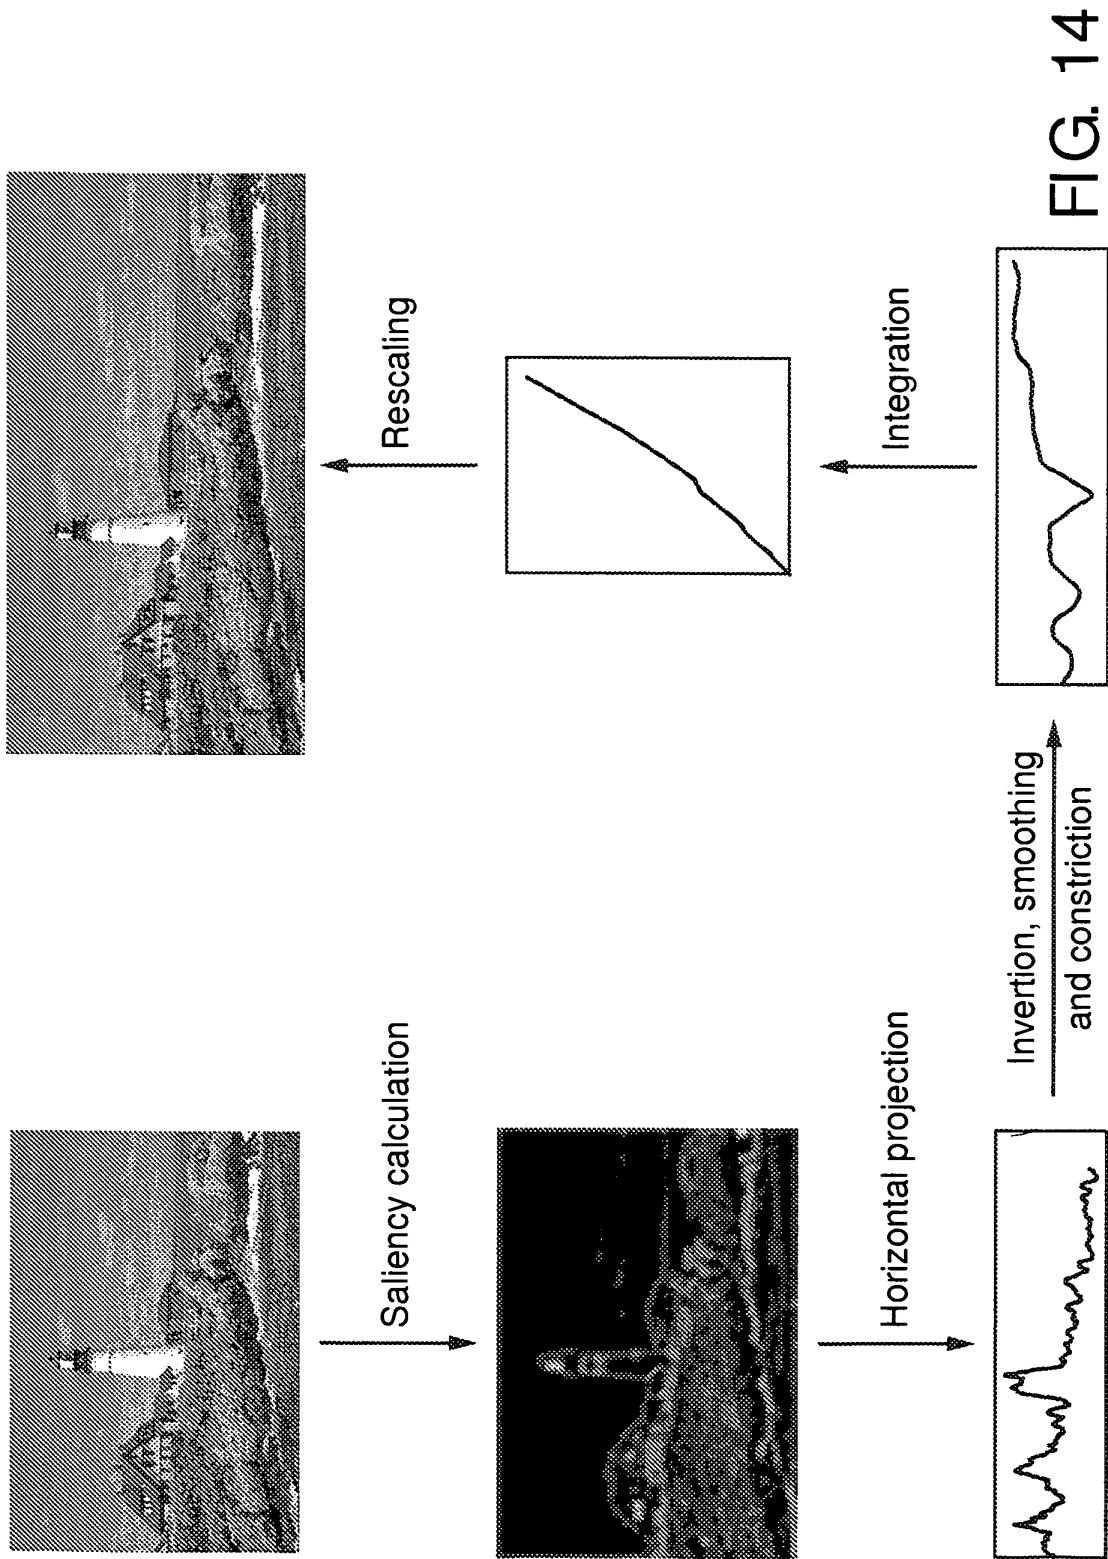 Saliency calculation
Horizontal projection
Invertion, smoothing
and constriction
Integration
Rescaling
FIG. 14